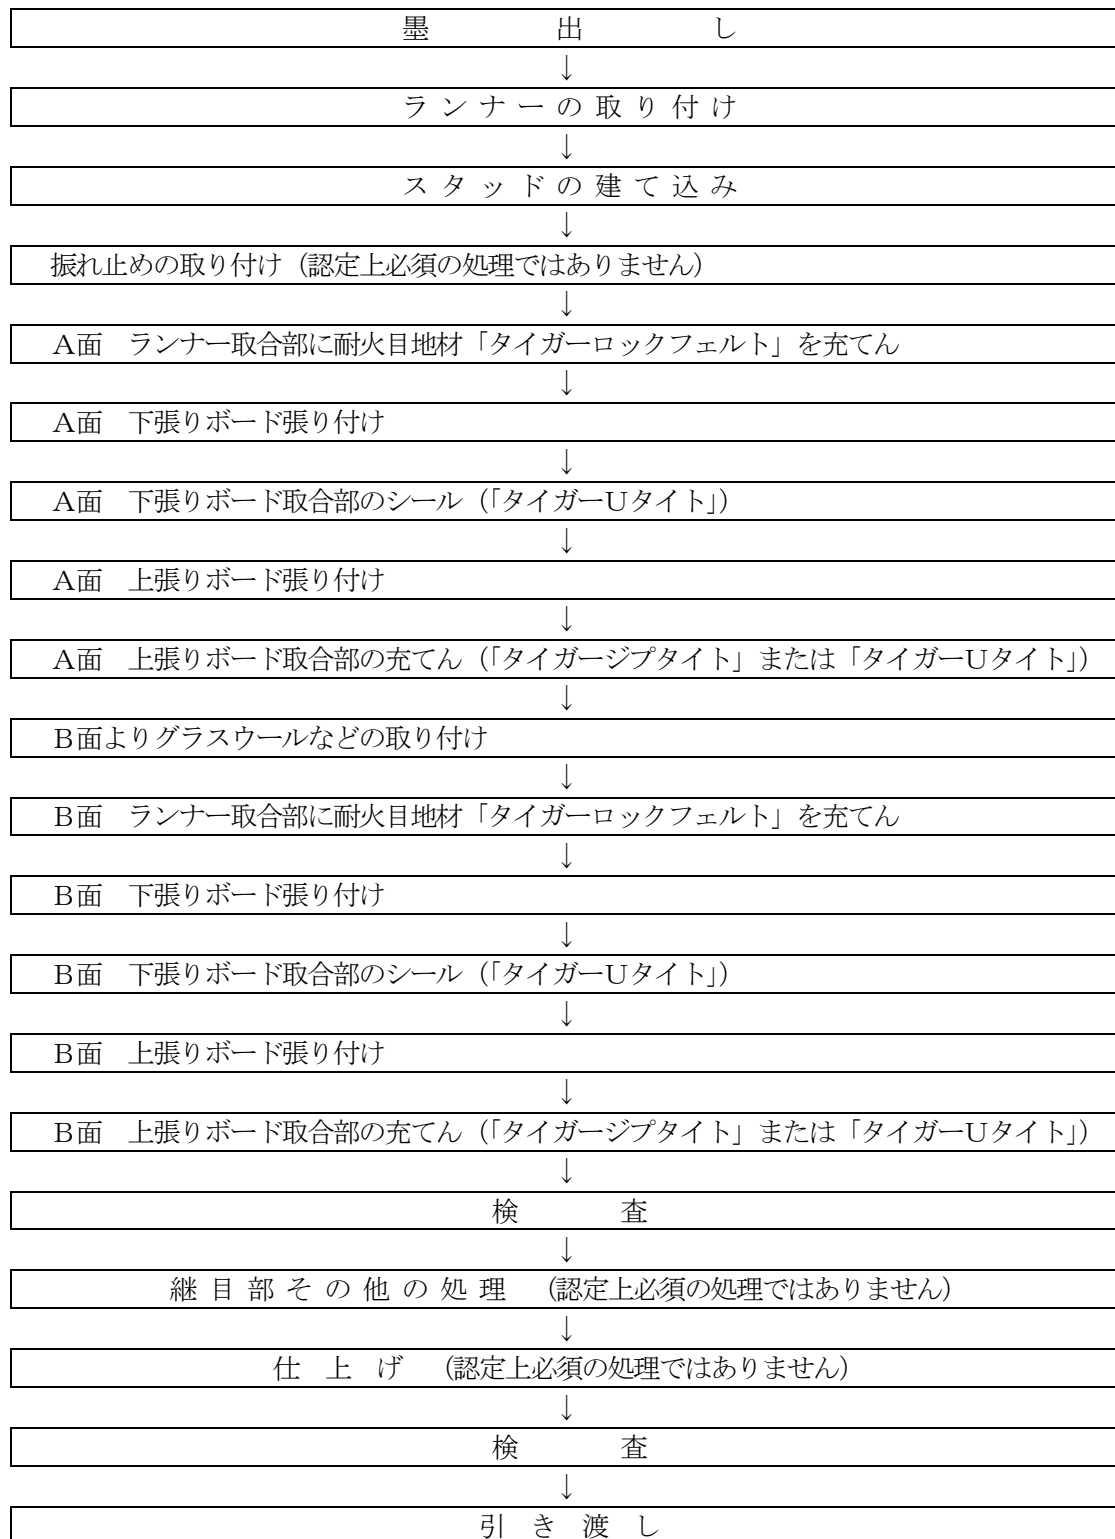 墨出し
↓
ランナーの取り付け
↓
スタッドの建て込み
↓
振れ止めの取り付け（認定上必須の処理ではありません）
↓
Ａ面　ランナー取合部に耐火目地材「タイガーロックフェルト」を充てん
↓
Ａ面　下張りボード張り付け
↓
Ａ面　下張りボード取合部のシール（「タイガーＵタイト」）
↓
Ａ面　上張りボード張り付け
↓
Ａ面　上張りボード取合部の充てん（「タイガージプタイト」または「タイガーＵタイト」）
↓
Ｂ面よりグラスウールなどの取り付け
↓
Ｂ面　ランナー取合部に耐火目地材「タイガーロックフェルト」を充てん
↓
Ｂ面　下張りボード張り付け
↓
Ｂ面　下張りボード取合部のシール（「タイガーＵタイト」）
↓
Ｂ面　上張りボード張り付け
↓
Ｂ面　上張りボード取合部の充てん（「タイガージプタイト」または「タイガーＵタイト」）
↓
検査
↓
継目部その他の処理　（認定上必須の処理ではありません）
↓
仕上げ　（認定上必須の処理ではありません）
↓
検査
↓
引き渡し